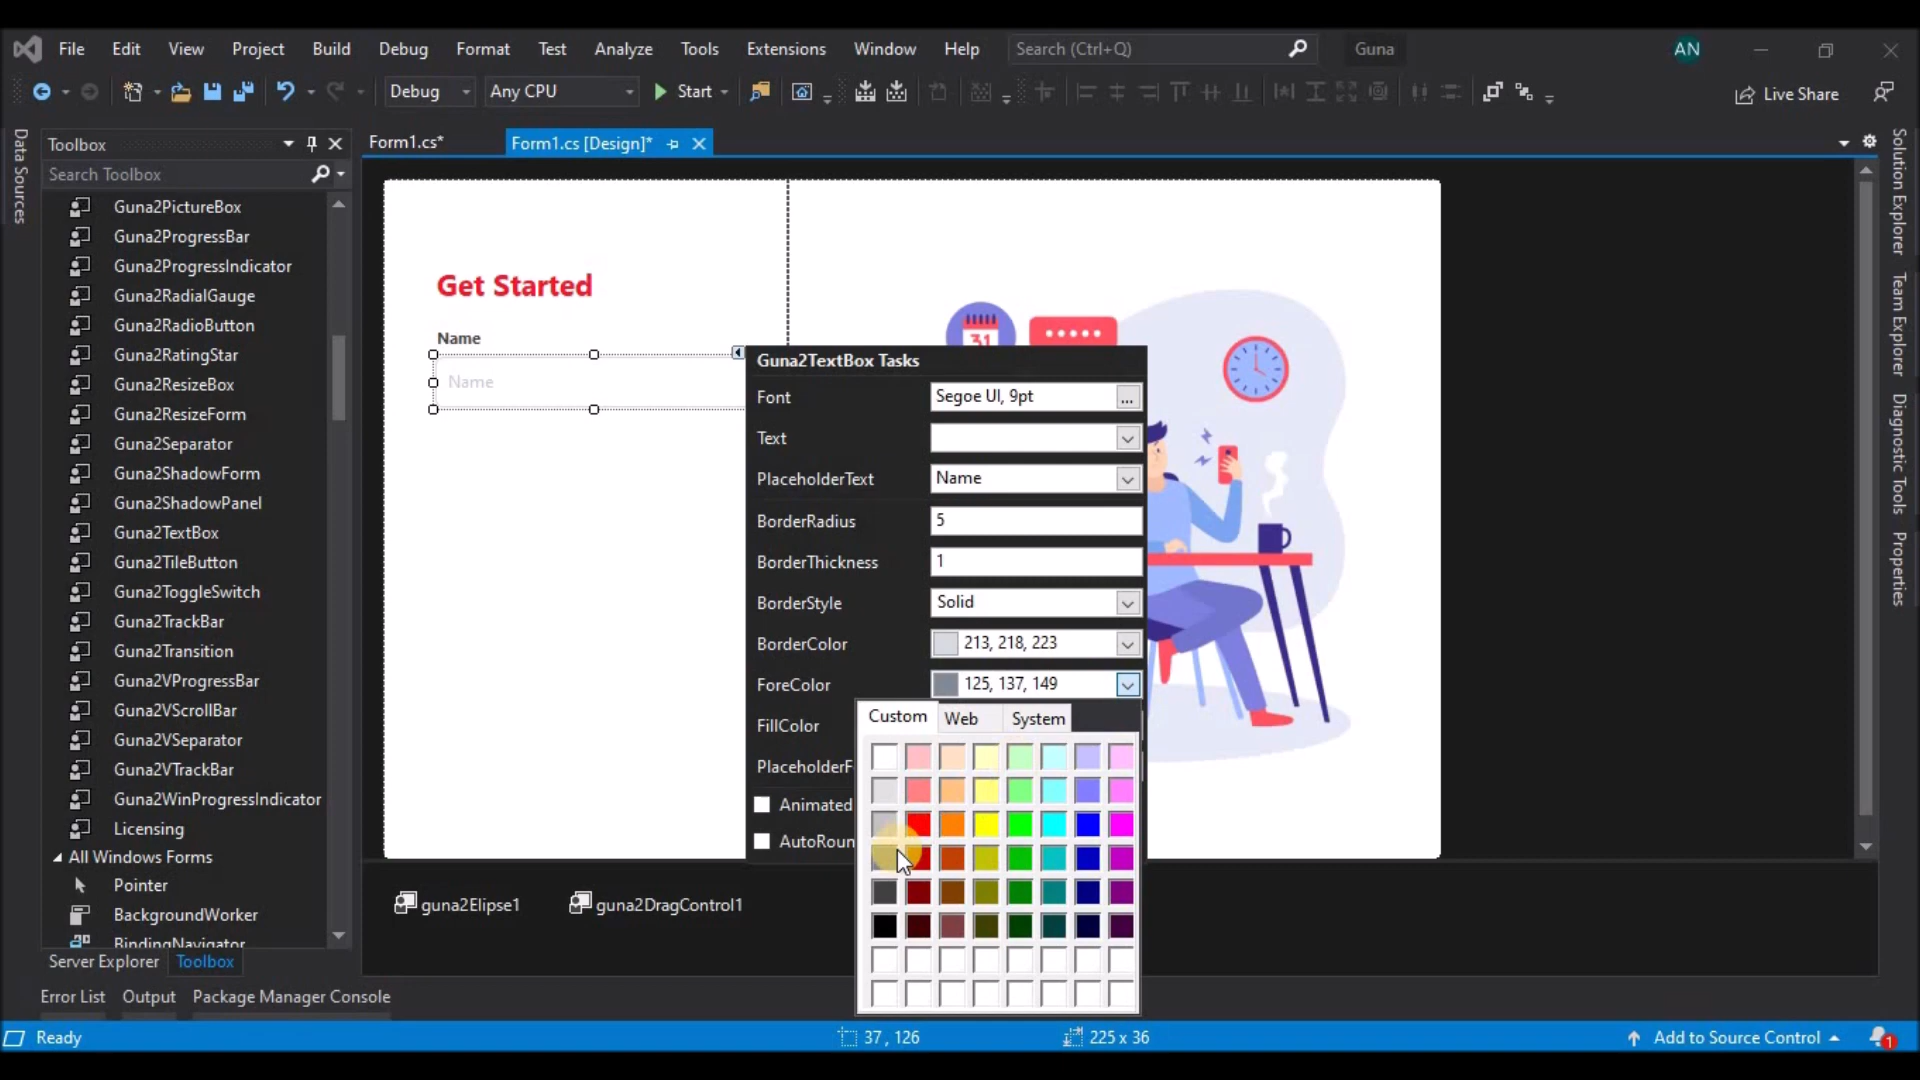 File Edit View Project Build Debug Format Test Analyze Tools Extensions Window Help Search (Ctrl+Q) Guna AN
Debug Any CPU Start Live Share
Data Sources
Toolbox
Search Toolbox
Guna2PictureBox
Guna2ProgressBar
Guna2ProgressIndicator
Guna2RadialGauge
Guna2RadioButton
Guna2RatingStar
Guna2ResizeBox
Guna2ResizeForm
Guna2Separator
Guna2ShadowForm
Guna2ShadowPanel
Guna2TextBox
Guna2TileButton
Guna2ToggleSwitch
Guna2TrackBar
Guna2Transition
Guna2VProgressBar
Guna2VScrollBar
Guna2VSeparator
Guna2VTrackBar
Guna2WinProgressIndicator
Licensing
All Windows Forms
Pointer
BackgroundWorker
BindingNavigator
Server Explorer Toolbox
Form1.cs* Form1.cs [Design]*
Get Started
Name
Name
31
Guna2TextBox Tasks
Font Segoe UI, 9pt ...
Text
PlaceholderText Name
BorderRadius 5
BorderThickness 1
BorderStyle Solid
BorderColor 213, 218, 223
ForeColor 125, 137, 149
FillColor
PlaceholderF
Animated
AutoRoun
Custom Web System
guna2Elipse1 guna2DragControl1
Solution Explorer
Team Explorer
Diagnostic Tools
Properties
Error List Output Package Manager Console
Ready 37 , 126 225 x 36 Add to Source Control 1